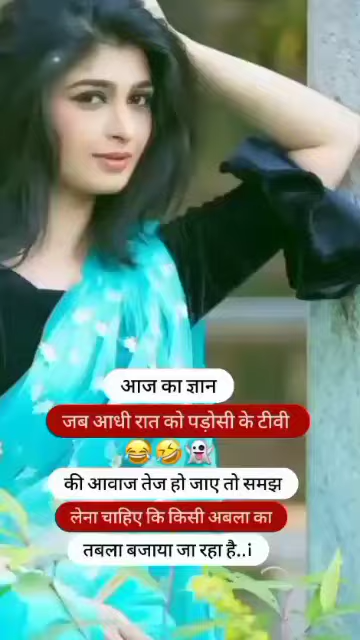 आज का ज्ञान
जब आधी रात को पड़ोसी के टीवी
😂🤣👻
की आवाज तेज हो जाए तो समझ
लेना चाहिए कि किसी अबला का
तबला बजाया जा रहा है..i